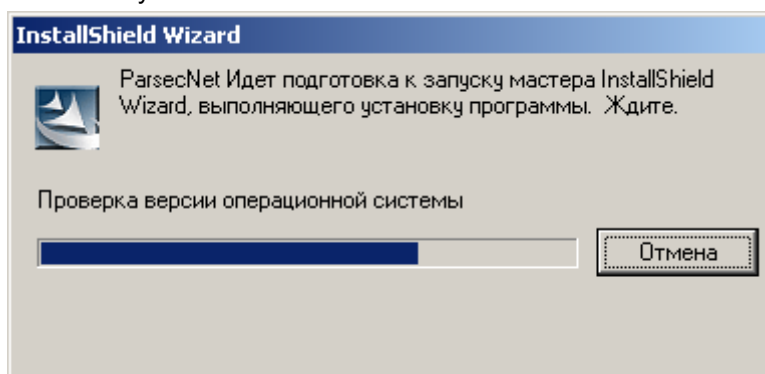 InstallShield Wizard
ParsecNet Идет подготовка к запуску мастера InstallShield
Wizard, выполняющего установку программы. Ждите.
Проверка версии операционной системы
Отмена